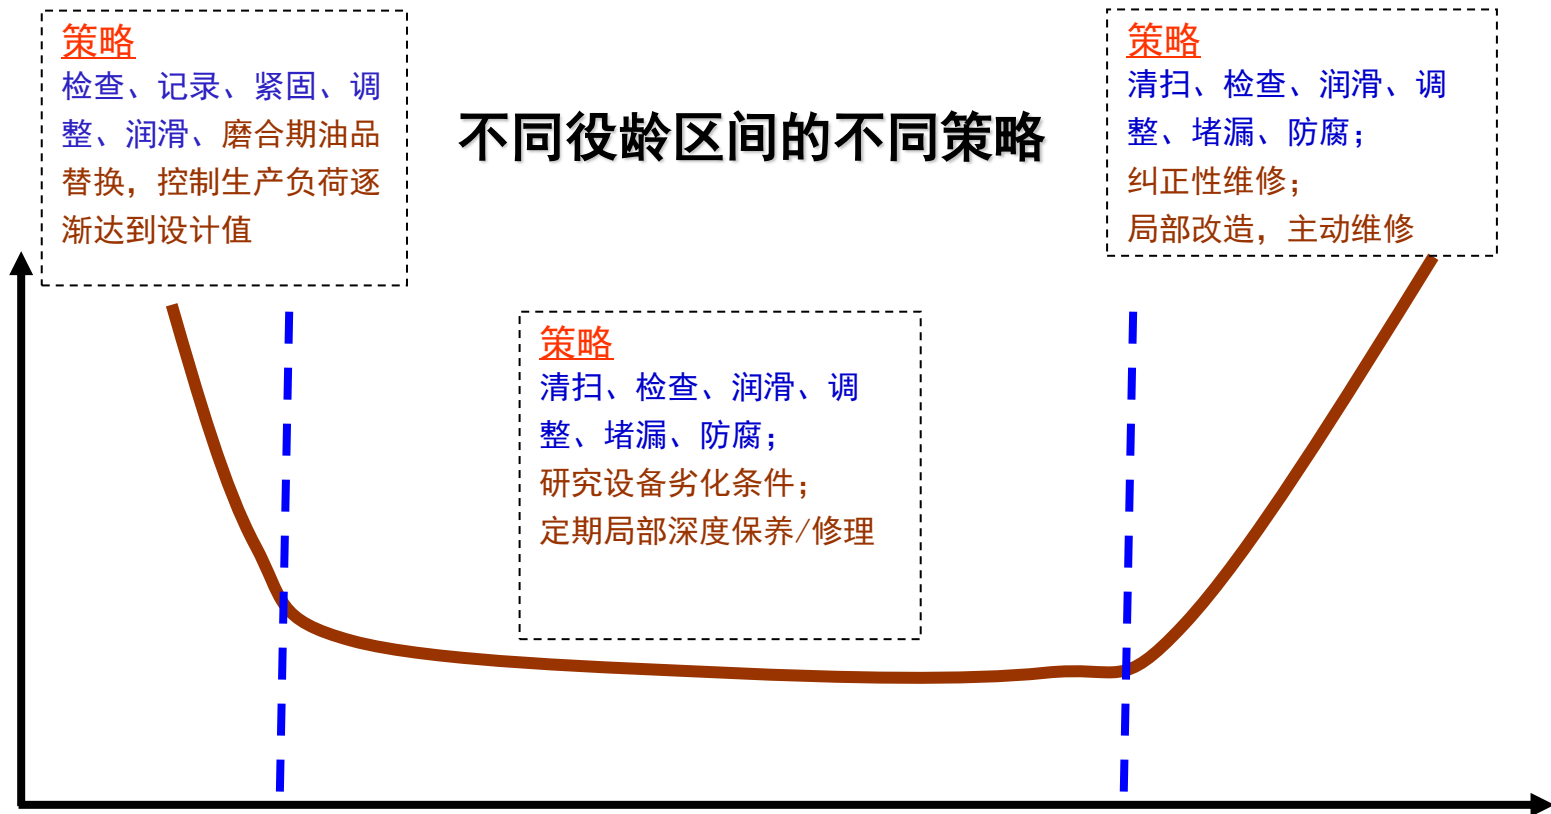 策略
检查、记录、紧固、调
整、润滑、磨合期油品
替换，控制生产负荷逐
渐达到设计值
不同役龄区间的不同策略
策略
清扫、检查、润滑、调
整、堵漏、防腐；
纠正性维修；
局部改造，主动维修
策略
清扫、检查、润滑、调
整、堵漏、防腐；
研究设备劣化条件；
定期局部深度保养/修理